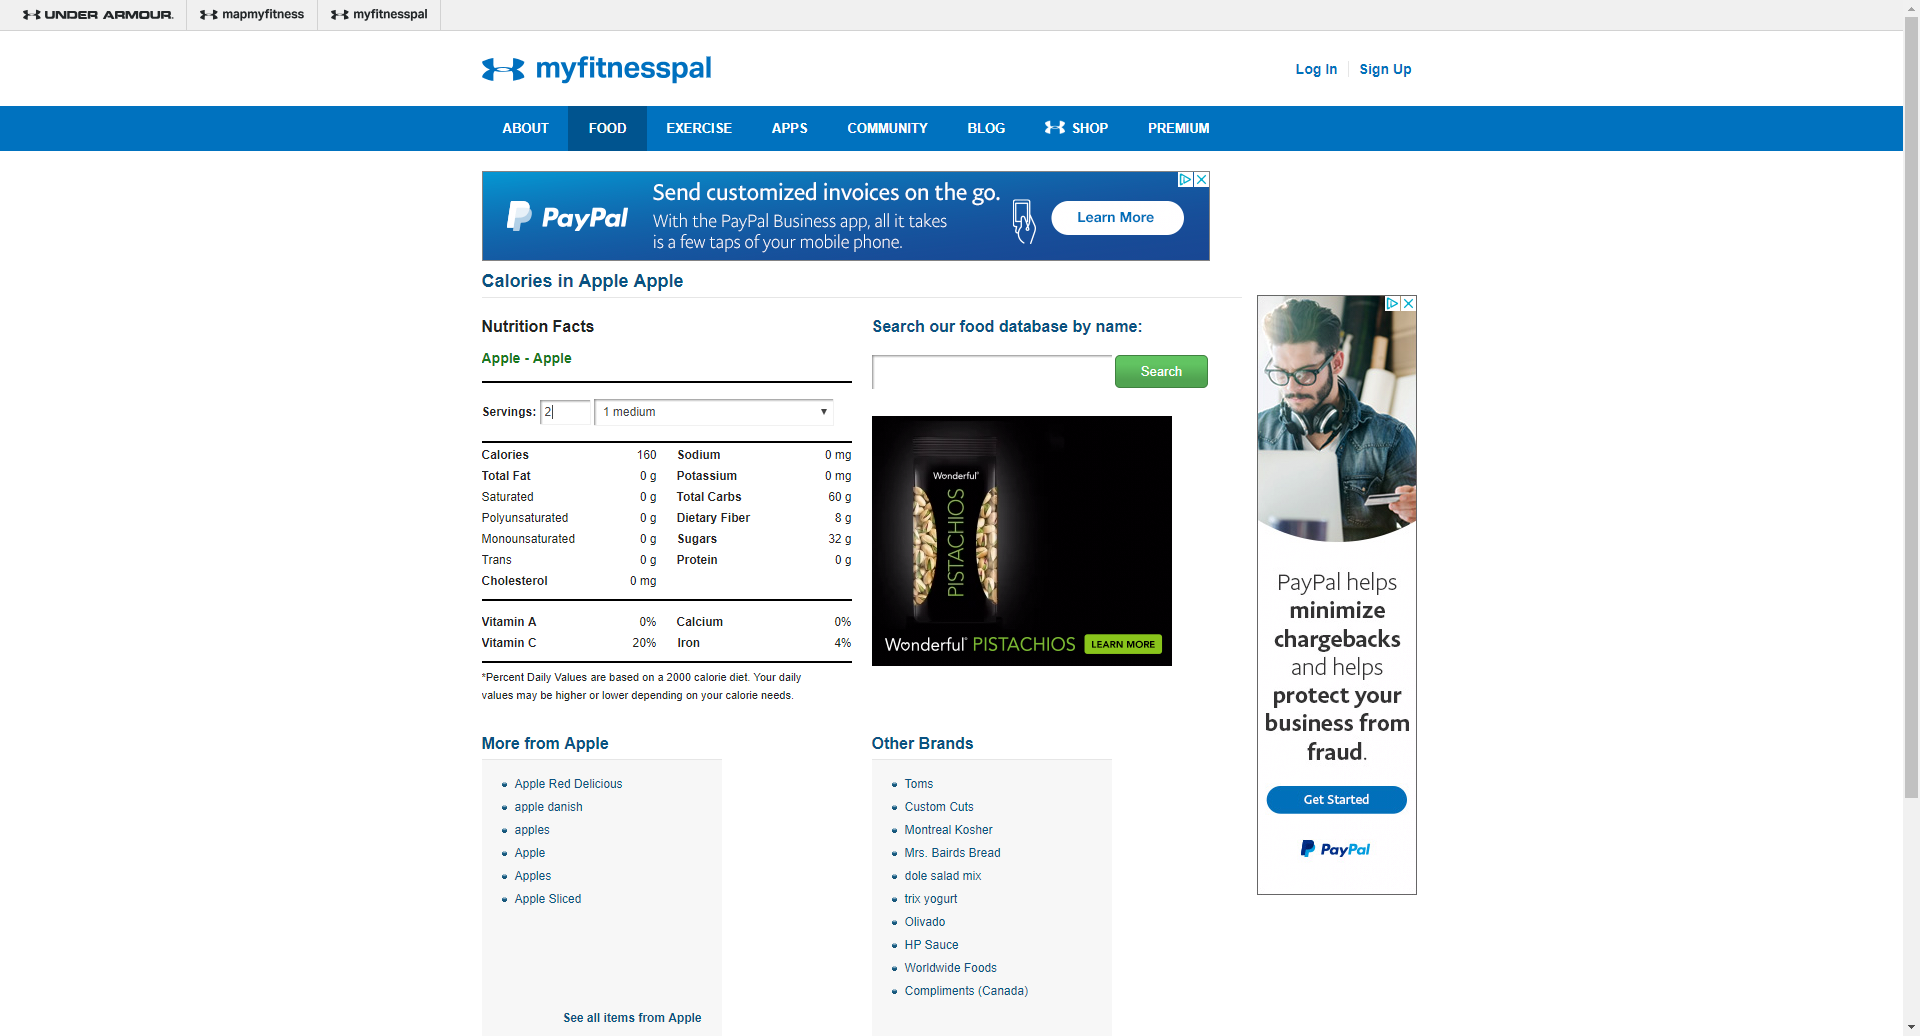 UNDER ARMOUR.
mapmyfitness
myfitnesspal
myfitnesspal
Log In
Sign Up
ABOUT
FOOD
EXERCISE
APPS
COMMUNITY
BLOG
SHOP
PREMIUM
PayPal
Send customized invoices on the go.
With the PayPal Business app, all it takes
is a few taps of your mobile phone.
Learn More
Calories in Apple Apple
Nutrition Facts
Apple - Apple
Servings: 2 1 medium
Calories 160 Sodium 0 mg
Total Fat 0 g Potassium 0 mg
Saturated 0 g Total Carbs 60 g
Polyunsaturated 0 g Dietary Fiber 8 g
Monounsaturated 0 g Sugars 32 g
Trans 0 g Protein 0 g
Cholesterol 0 mg
Vitamin A 0% Calcium 0%
Vitamin C 20% Iron 4%
*Percent Daily Values are based on a 2000 calorie diet. Your daily
values may be higher or lower depending on your calorie needs.
Search our food database by name:
Search
Wonderful
PISTACHIOS
Wonderful PISTACHIOS
LEARN MORE
PayPal helps
minimize
chargebacks
and helps
protect your
business from
fraud.
Get Started
PayPal
More from Apple
Apple Red Delicious
apple danish
apples
Apple
Apples
Apple Sliced
See all items from Apple
Other Brands
Toms
Custom Cuts
Montreal Kosher
Mrs. Bairds Bread
dole salad mix
trix yogurt
Olivado
HP Sauce
Worldwide Foods
Compliments (Canada)